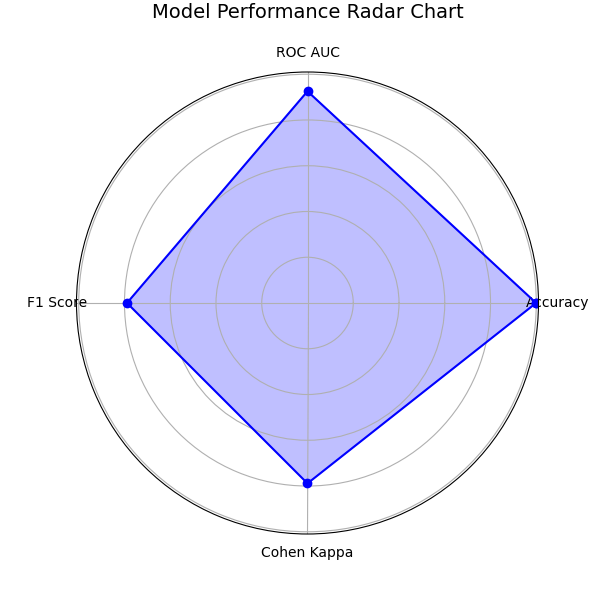 Model Performance Radar Chart
ROC AUC
F1 Score
Accuracy
Cohen Kappa